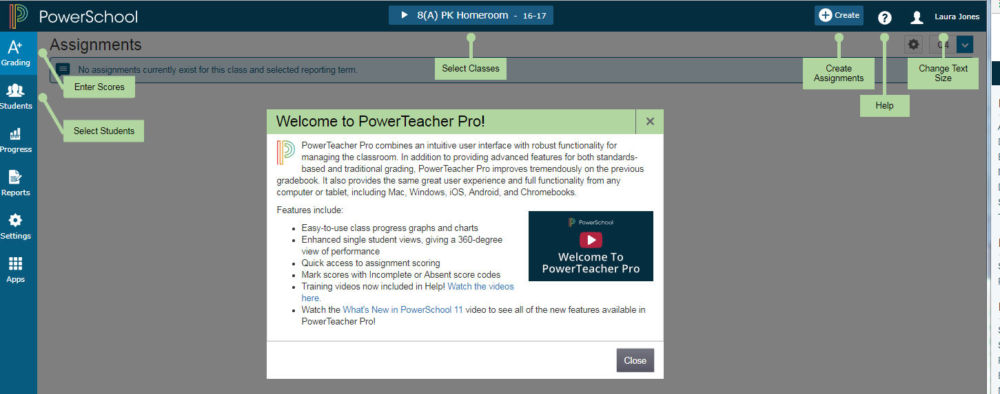 PowerSchool
8(A) PK Homeroom - 16-17
Create
Laura Jones
Grading
Students
Progress
Reports
Settings
Apps
Assignments
No assignments currently exist for this class and selected reporting term.
Enter Scores
Select Students
Select Classes
Create
Assignments
Help
Change Text
Size
Welcome to PowerTeacher Pro!
PowerTeacher Pro combines an intuitive user interface with robust functionality for
managing the classroom. In addition to providing advanced features for both standards-
based and traditional grading, PowerTeacher Pro improves tremendously on the previous
gradebook. It also provides the same great user experience and full functionality from any
computer or tablet, including Mac, Windows, iOS, Android, and Chromebooks.
Features include:
Easy-to-use class progress graphs and charts
Enhanced single student views, giving a 360-degree
view of performance
Quick access to assignment scoring
Mark scores with Incomplete or Absent score codes
Training videos now included in Help! Watch the videos
here.
Watch the What's New in PowerSchool 11 video to see all of the new features available in
PowerTeacher Pro!
PowerSchool
Welcome To
PowerTeacher Pro
Close